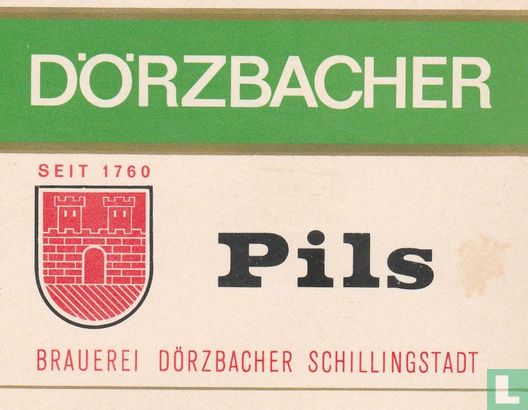 DÖRZBACHER
SEIT 1760
Pils
BRAUEREI DÖRZBACHER SCHILLINGSTADT
L